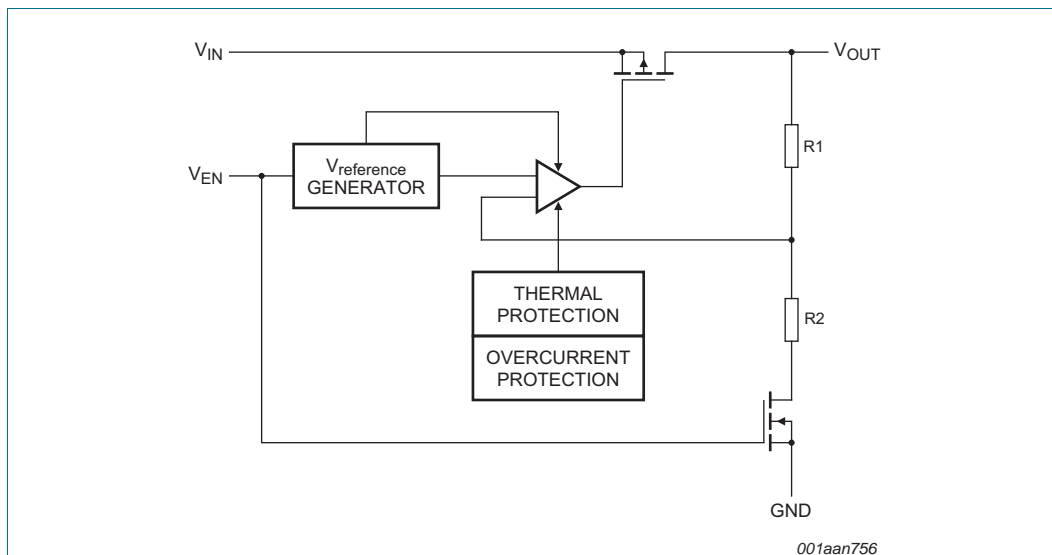 VIN
VOUT
R1
VEN
Vreference
GENERATOR
THERMAL
PROTECTION
R2
OVERCURRENT
PROTECTION
GND
001aan756